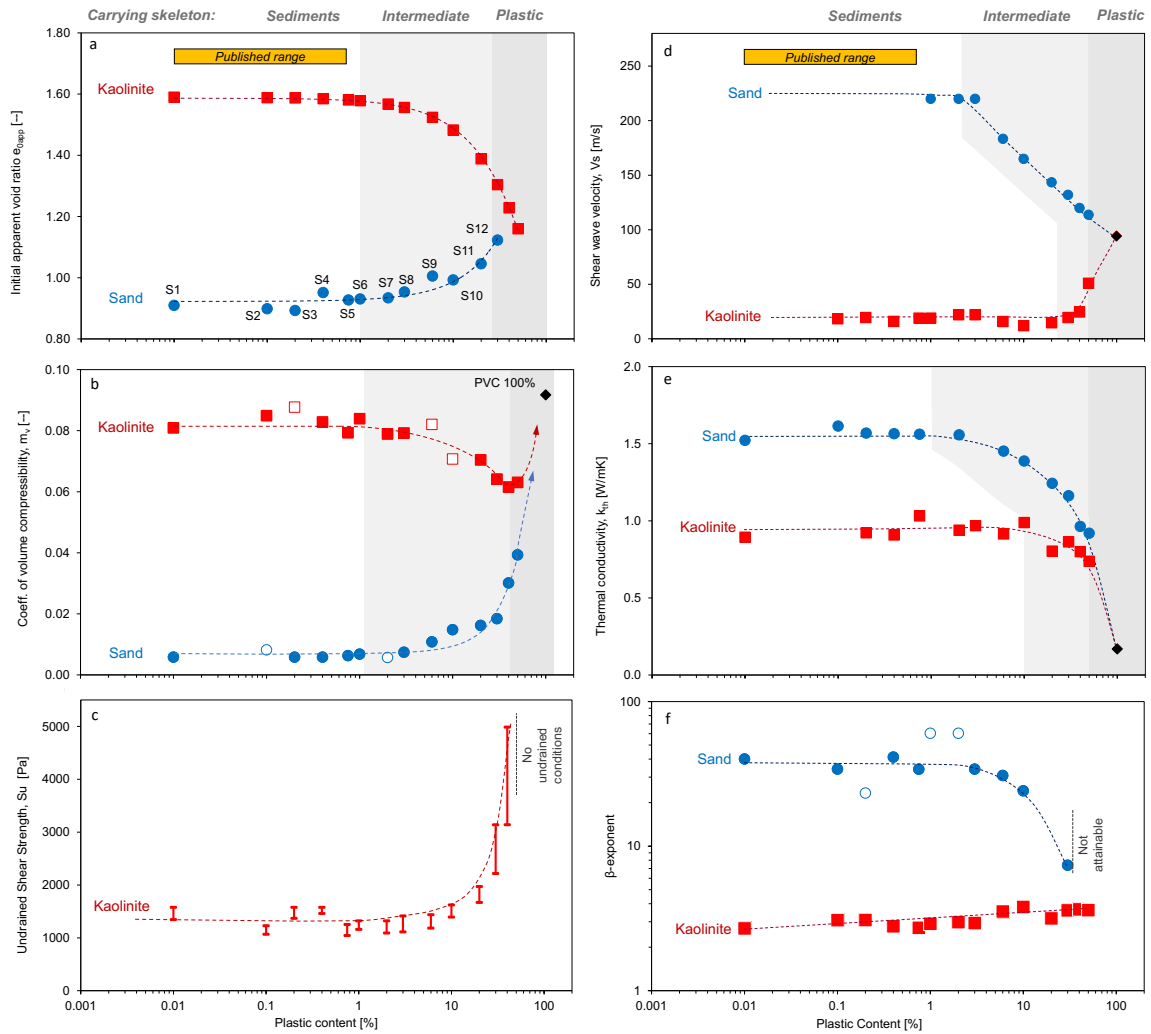 Carrying skeleton: Sediments Intermediate Plastic
a
Published range
Kaolinite
Sand
S1
S2
S3
S4
S5
S6
S7
S8
S9
S10
S11
S12
1.80
1.60
1.40
1.20
1.00
0.80
Initial apparent void ratio e0app [–]
b
PVC 100%
Kaolinite
Sand
0.10
0.08
0.06
0.04
0.02
0.00
Coeff. of volume compressibility, mv [–]
c
Kaolinite
No
undrained
conditions
5000
4000
3000
2000
1000
0
Undrained Shear Strength, Su [Pa]
0.001 0.01 0.1 1 10 100
Plastic content [%]
Sediments Intermediate Plastic
d
Published range
Sand
Kaolinite
250
200
150
100
50
0
Shear wave velocity, Vs [m/s]
e
Sand
Kaolinite
2.0
1.5
1.0
0.5
0.0
Thermal conductivity, kth [W/mK]
f
Sand
Kaolinite
Not
attainable
100
10
1
β-exponent
0.001 0.01 0.1 1 10 100
Plastic Content [%]